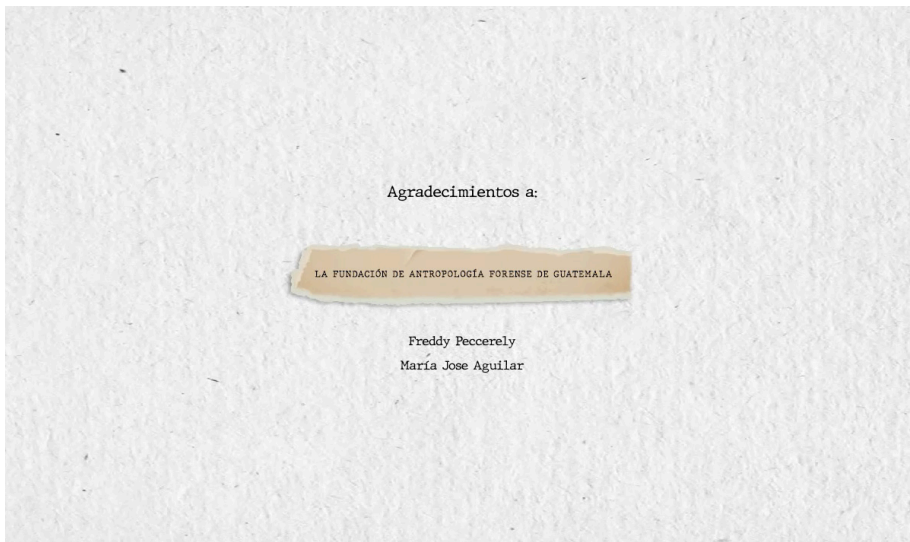 Agradecimientos a:
LA FUNDACIÓN DE ANTROPOLOGÍA FORENSE DE GUATEMALA
Freddy Peccerely
María Jose Aguilar